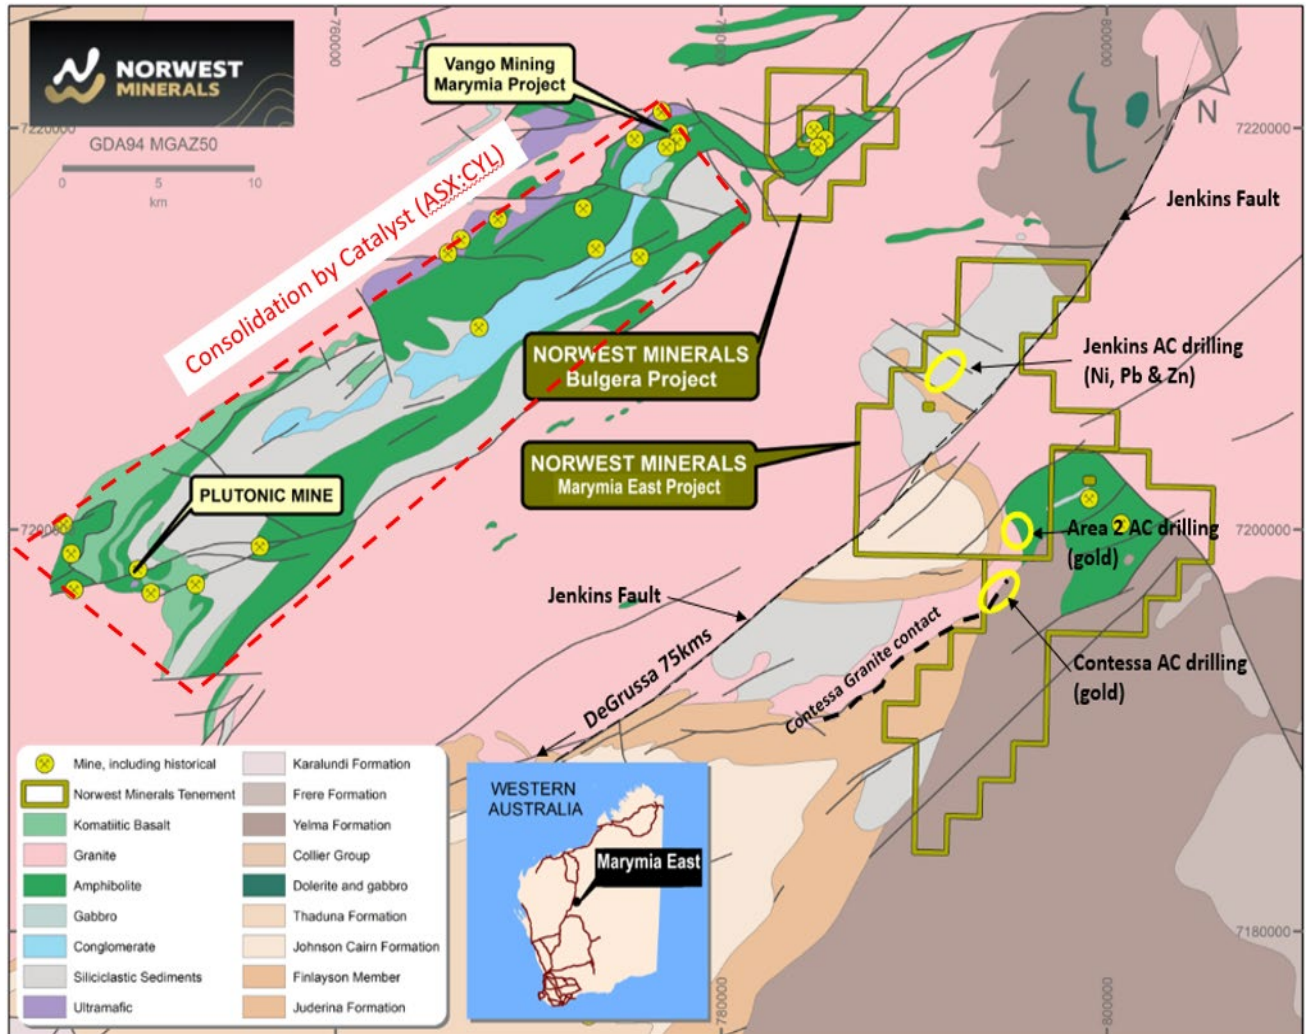 NORWEST
MINERALS
GDA94 MGAZ50
0 5 10
km
760000
780000
800000
N
7220000
7220000
Vango Mining
Marymia Project
Consolidation by Catalyst (ASX:CYL)
Jenkins Fault
NORWEST MINERALS
Bulgera Project
Jenkins AC drilling
(Ni, Pb & Zn)
NORWEST MINERALS
Marymia East Project
PLUTONIC MINE
7200000
7200000
Area 2 AC drilling
(gold)
Jenkins Fault
DeGrussa 75kms
Contessa Granite contact
Contessa AC drilling
(gold)
Mine, including historical
Norwest Minerals Tenement
Komatiitic Basalt
Granite
Amphibolite
Gabbro
Conglomerate
Siliciclastic Sediments
Ultramafic
Karalundi Formation
Frere Formation
Yelma Formation
Collier Group
Dolerite and gabbro
Thaduna Formation
Johnson Cairn Formation
Finlayson Member
Juderina Formation
WESTERN
AUSTRALIA
Marymia East
7180000
780000
800000